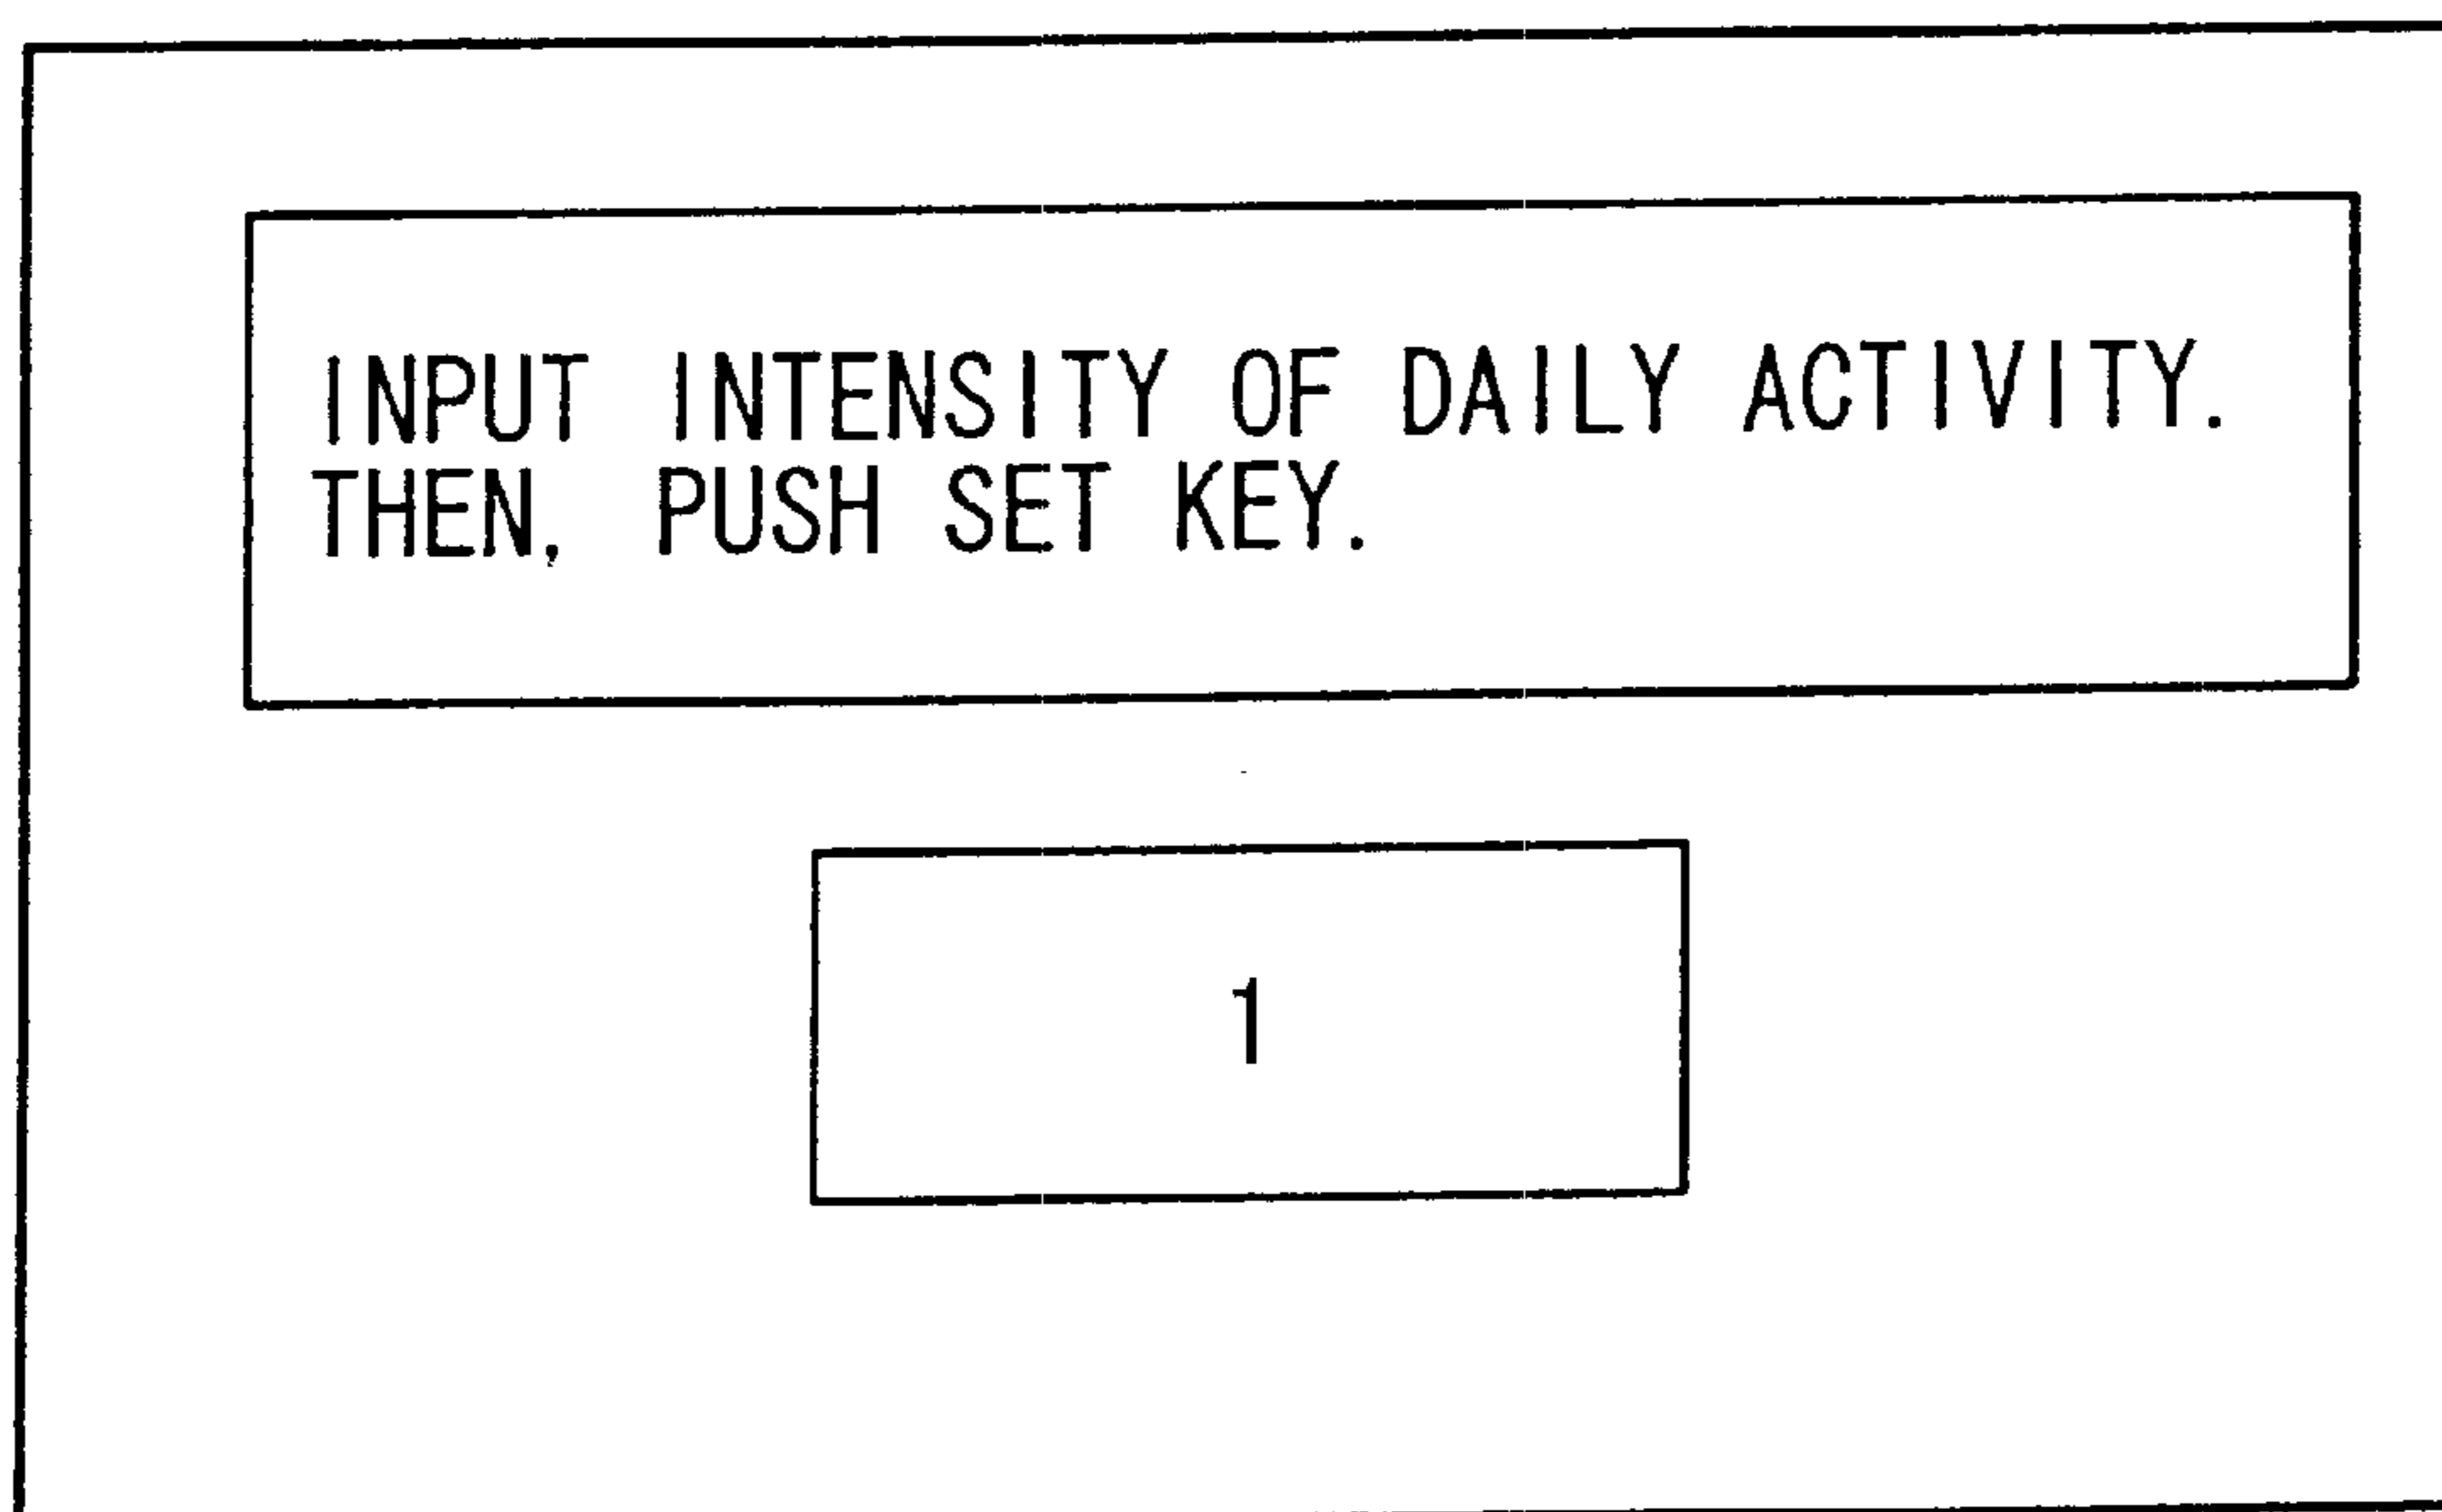 INPUT INTENSITY OF DAILY ACTIVITY.
THEN, PUSH SET KEY.
1